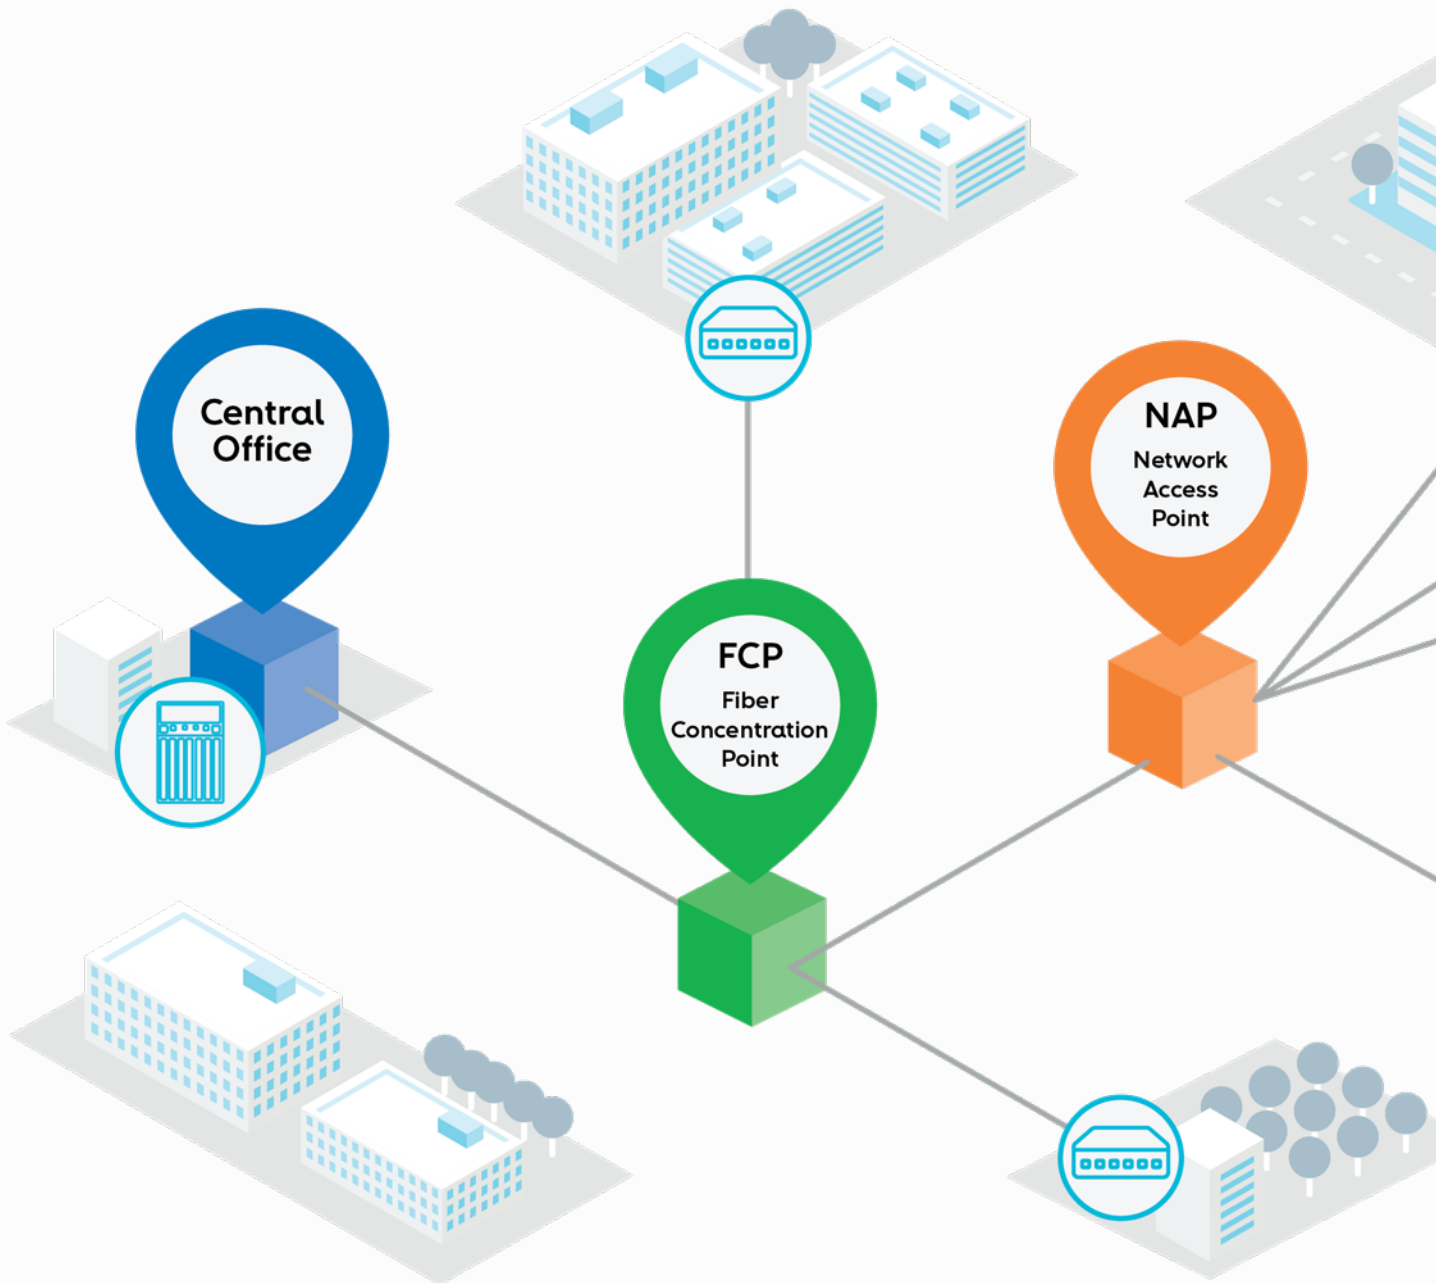 Central
Office
NAP
Network
Access
Point
FCP
Fiber
Concentration
Point